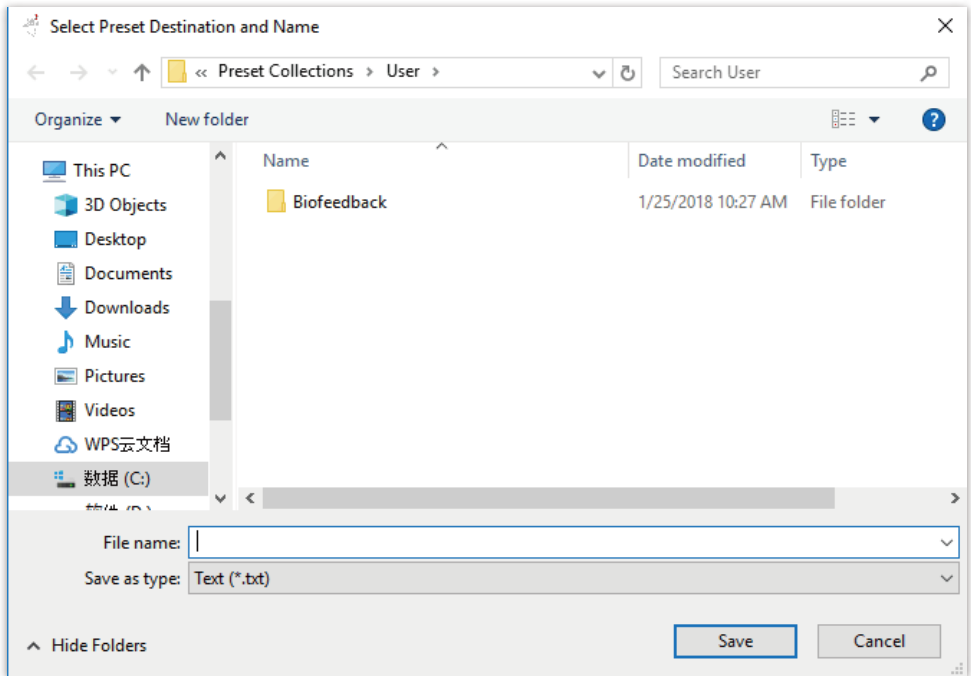 Select Preset Destination and Name
« Preset Collections > User >
Search User
Organize
New folder
?
Name
Date modified
Type
This PC
3D Objects
Desktop
Documents
Downloads
Music
Pictures
Videos
WPS云文档
数据 (C:)
Biofeedback
1/25/2018 10:27 AM
File folder
File name:
Save as type:
Text (*.txt)
Hide Folders
Save
Cancel